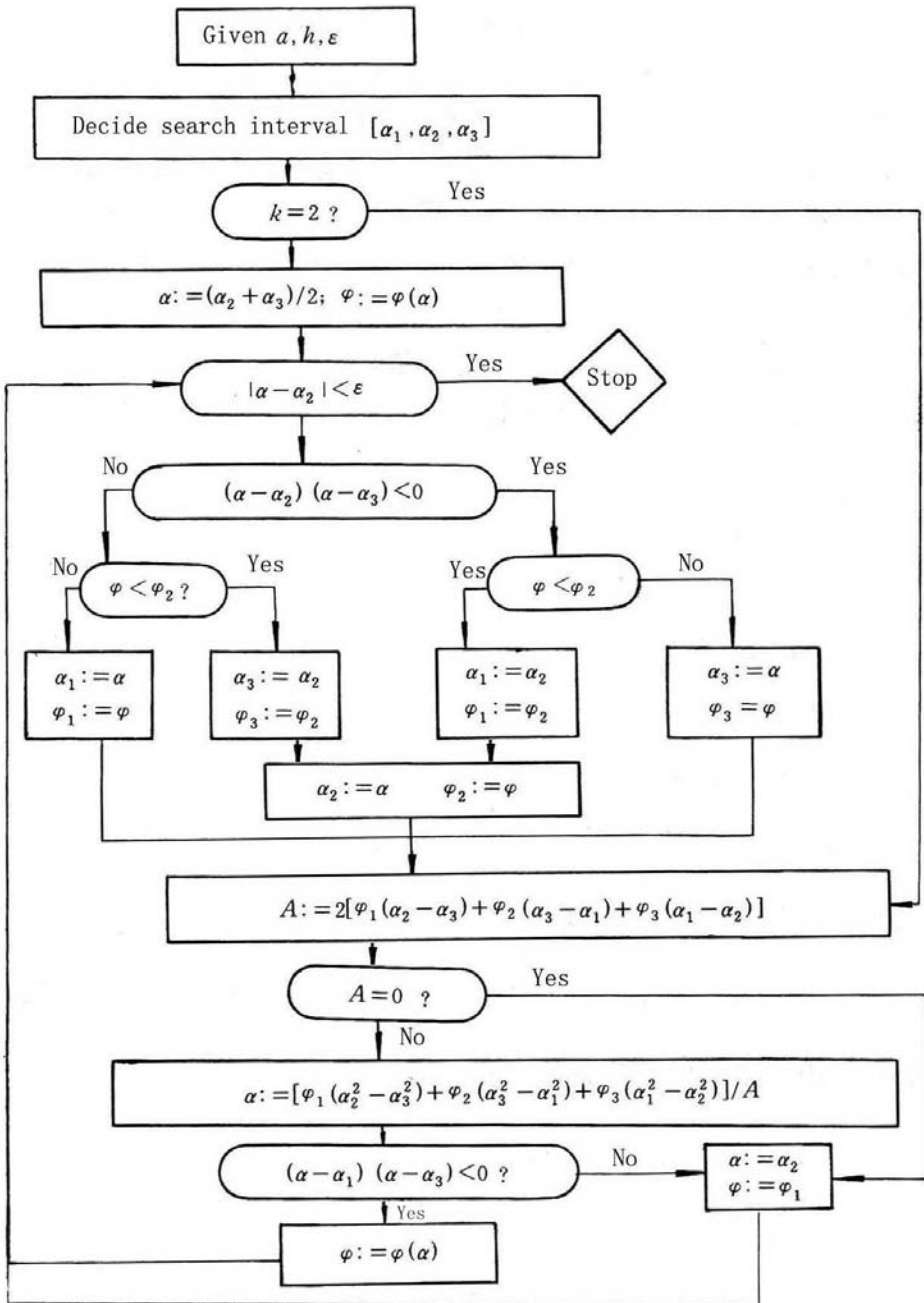 Given a, h, ε
Decide search interval [α₁, α₂, α₃]
Yes
k=2 ?
α:=(α₂+α₃)/2; φ:=φ(α)
Yes
|α-α₂|<ε
Stop
No
Yes
(α-α₂) (α-α₃)<0
No
Yes
Yes
No
φ<φ₂?
φ<φ₂
α₁:=α
φ₁:=φ
α₃:= α₂
φ₃:=φ₂
α₁:=α₂
φ₁:=φ₂
α₃:=α
φ₃=φ
α₂:=α φ₂:=φ
A:=2[φ₁(α₂-α₃)+φ₂(α₃-α₁)+φ₃(α₁-α₂)]
Yes
A=0 ?
No
α:=[φ₁(α₂²-α₃²)+φ₂(α₃²-α₁²)+φ₃(α₁²-α₂²)]/A
No
(α-α₁) (α-α₃)<0 ?
α:=α₂
φ:=φ₁
Yes
φ:=φ(α)